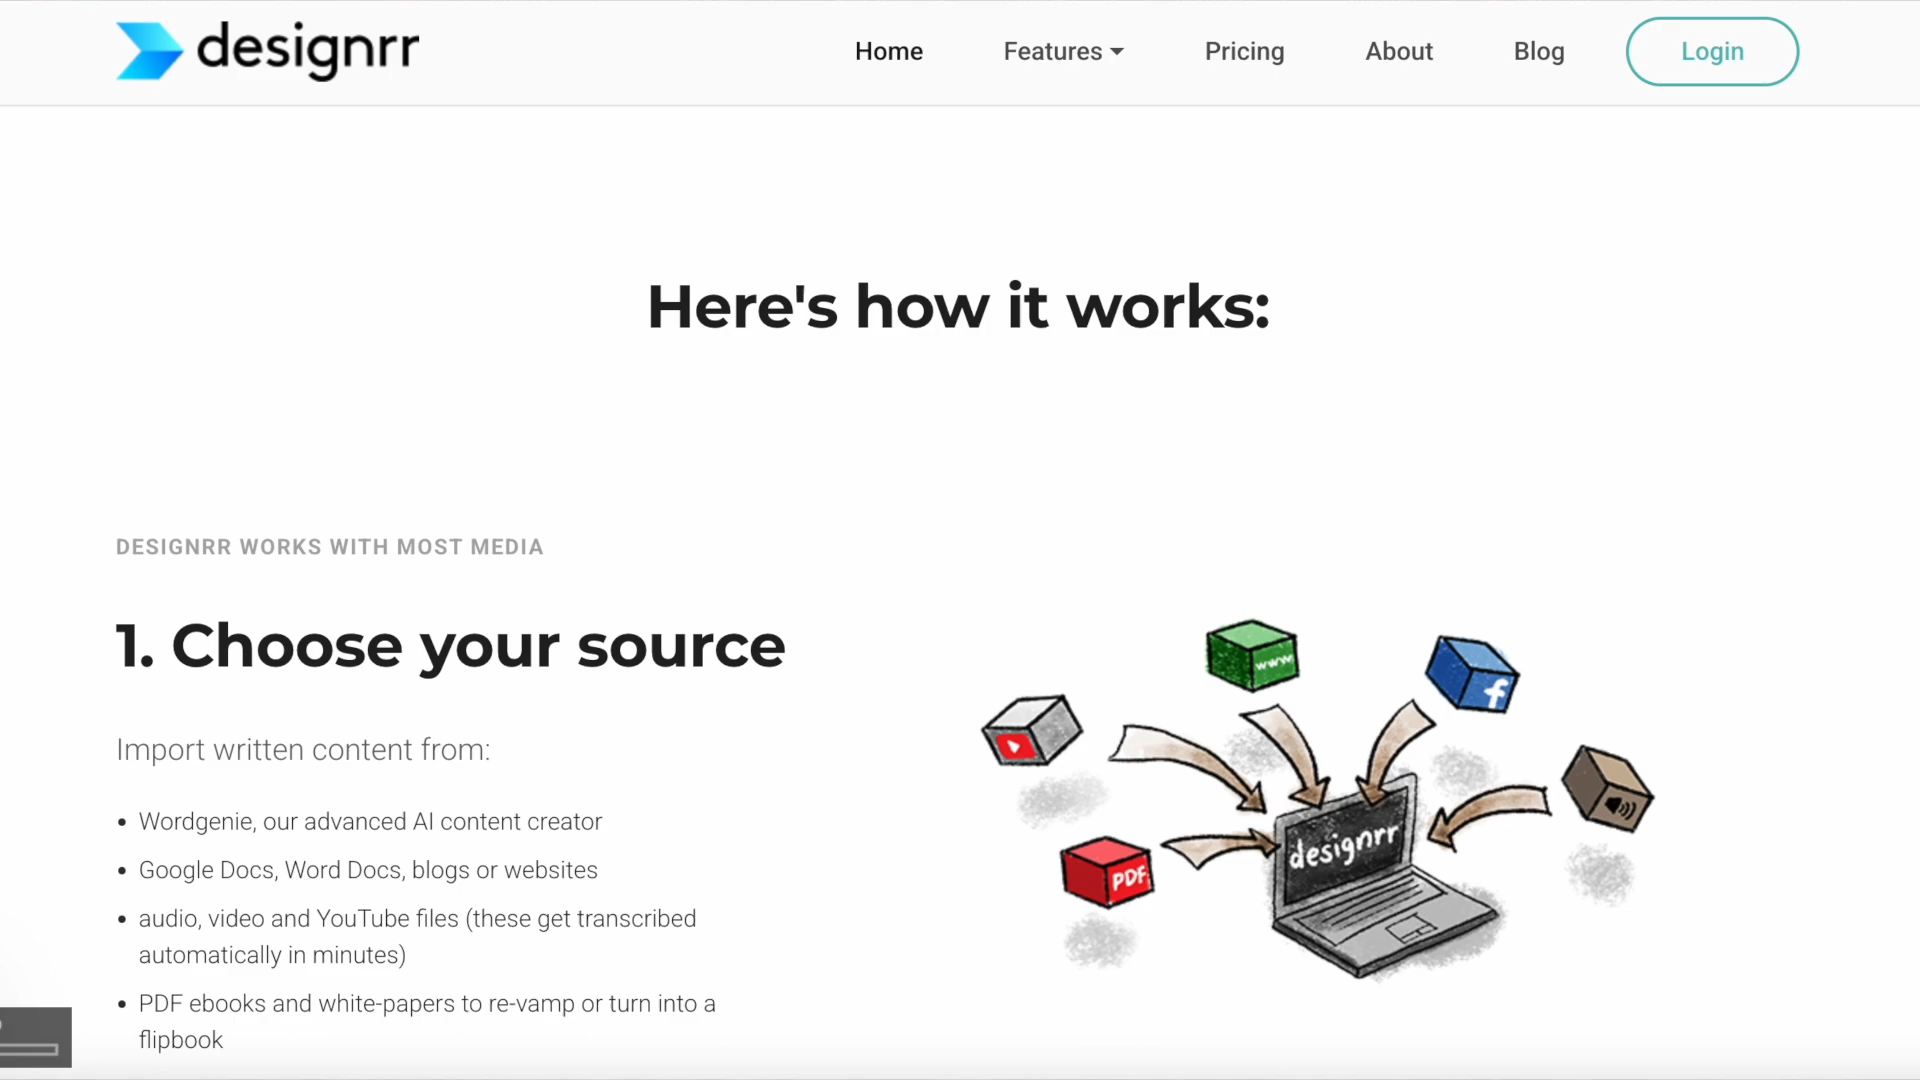 designrr
Home Features Pricing About Blog Login
Here's how it works:
DESIGNRR WORKS WITH MOST MEDIA
1. Choose your source
Import written content from:
• Wordgenie, our advanced AI content creator
• Google Docs, Word Docs, blogs or websites
• audio, video and YouTube files (these get transcribed
automatically in minutes)
• PDF ebooks and white-papers to re-vamp or turn into a
flipbook
www
f
designrr
PDF